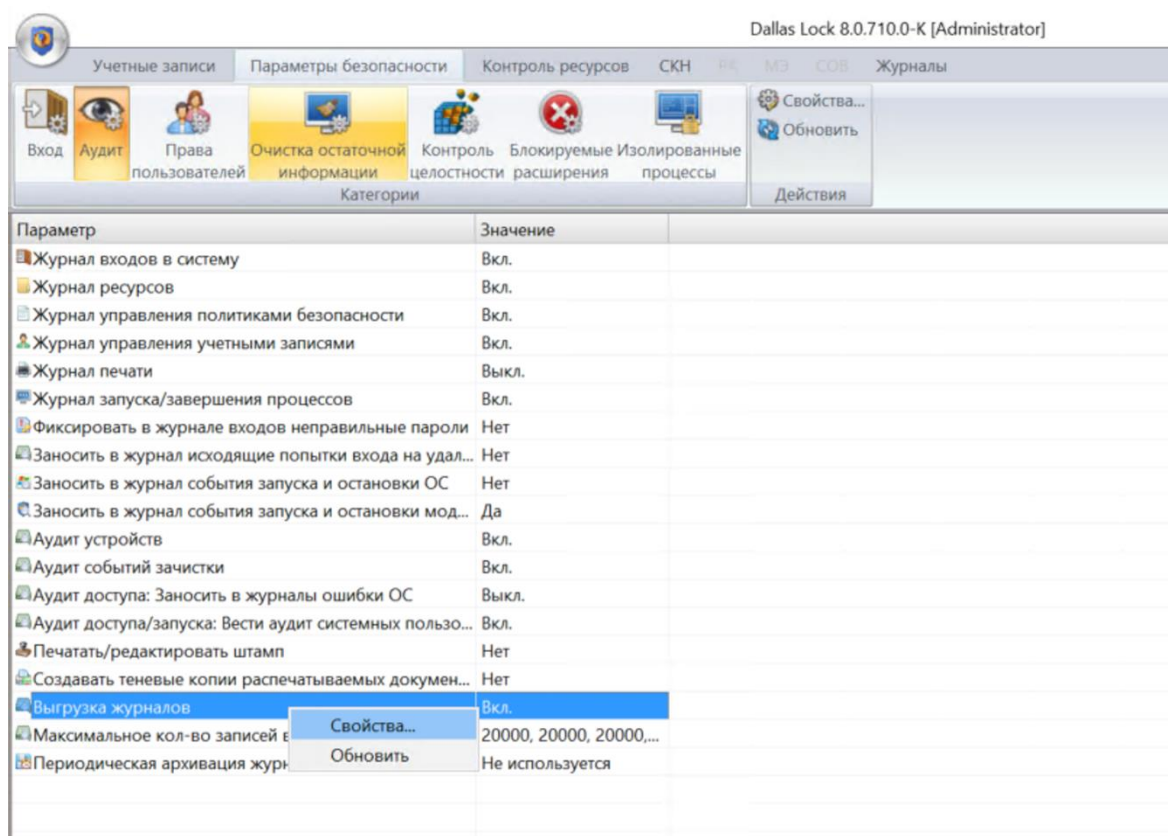 Dallas Lock 8.0.710.0-K [Administrator]
Учетные записи Параметры безопасности Контроль ресурсов СКН РК МЭ СОВ Журналы
Вход Аудит Права пользователей Очистка остаточной информации Контроль целостности Блокируемые расширения Изолированные процессы
Свойства...
Обновить
Категории Действия
Параметр Значение
Журнал входов в систему Вкл.
Журнал ресурсов Вкл.
Журнал управления политиками безопасности Вкл.
Журнал управления учетными записями Вкл.
Журнал печати Выкл.
Журнал запуска/завершения процессов Вкл.
Фиксировать в журнале входов неправильные пароли Нет
Заносить в журнал исходящие попытки входа на удал... Нет
Заносить в журнал события запуска и остановки ОС Нет
Заносить в журнал события запуска и остановки мод... Да
Аудит устройств Вкл.
Аудит событий зачистки Вкл.
Аудит доступа: Заносить в журналы ошибки ОС Выкл.
Аудит доступа/запуска: Вести аудит системных пользо... Вкл.
Печатать/редактировать штамп Нет
Создавать теневые копии распечатываемых докумен... Нет
Выгрузка журналов Вкл.
Свойства...
Максимальное кол-во записей в 20000, 20000, 20000,...
Обновить
Периодическая архивация журн Не используется